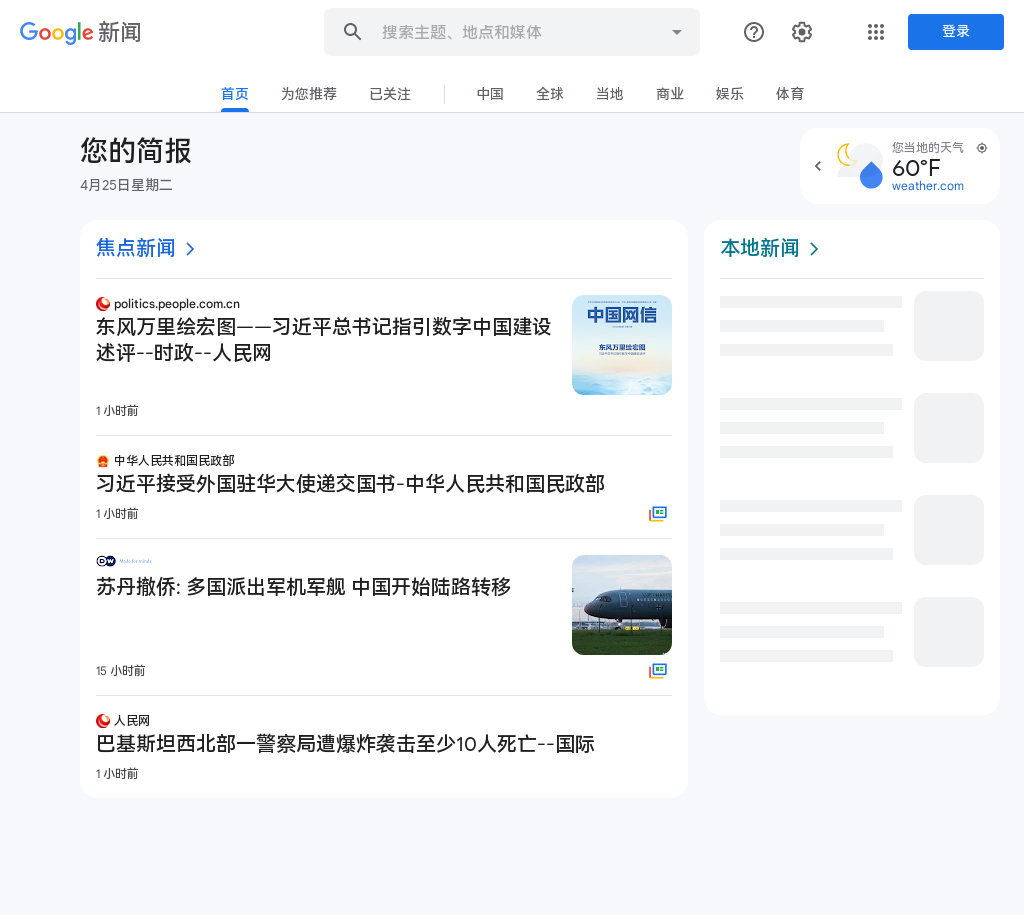 Google 新闻
搜索主题、地点和媒体
登录
首页
为您推荐
已关注
中国
全球
当地
商业
娱乐
体育
您的简报
4月25日星期二
您当地的天气
60°F
weather.com
焦点新闻
本地新闻
politics.people.com.cn
东风万里绘宏图——习近平总书记指引数字中国建设
述评--时政--人民网
中国网信
东风万里绘宏图
1 小时前
中华人民共和国民政部
习近平接受外国驻华大使递交国书-中华人民共和国民政部
1 小时前
DW
苏丹撤侨: 多国派出军机军舰 中国开始陆路转移
15 小时前
人民网
巴基斯坦西北部一警察局遭爆炸袭击至少10人死亡--国际
1 小时前